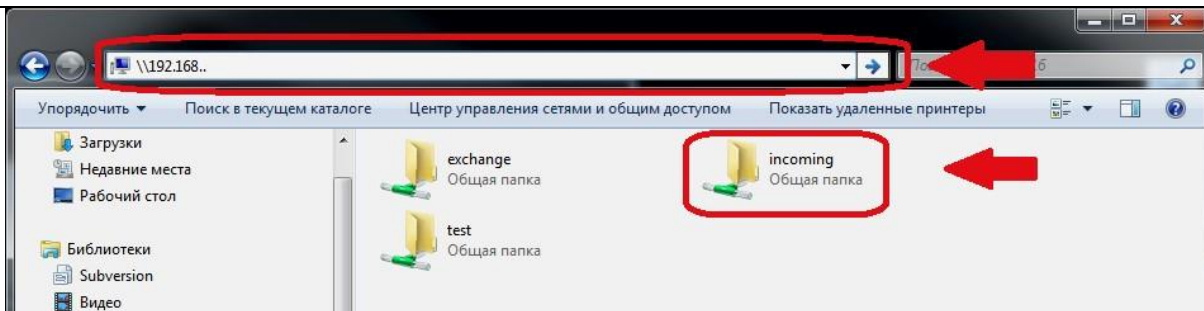 \\192.168..
Упорядочить Поиск в текущем каталоге Центр управления сетями и общим доступом Показать удаленные принтеры
Загрузки
Недавние места
Рабочий стол
Библиотеки
Subversion
Видео
exchange
Общая папка
incoming
Общая папка
test
Общая папка